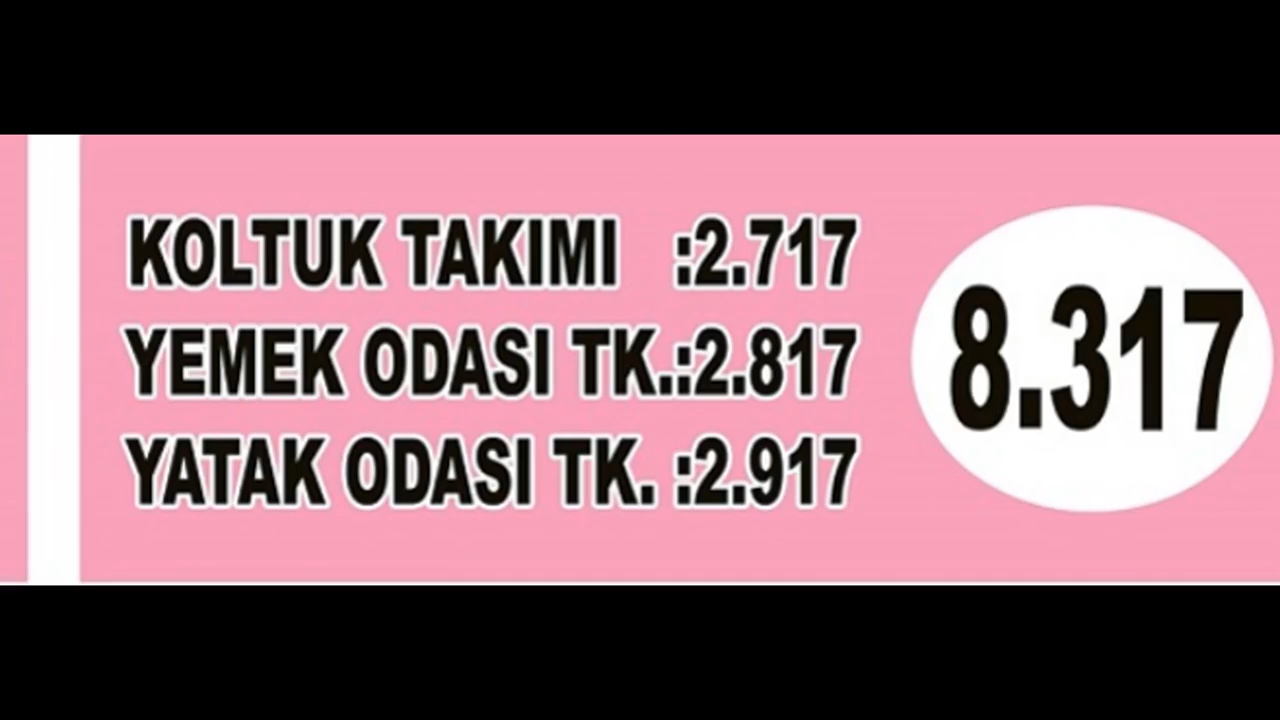 KOLTUK TAKIMI :2.717
YEMEK ODASI TK.:2.817
YATAK ODASI TK. :2.917
8.317